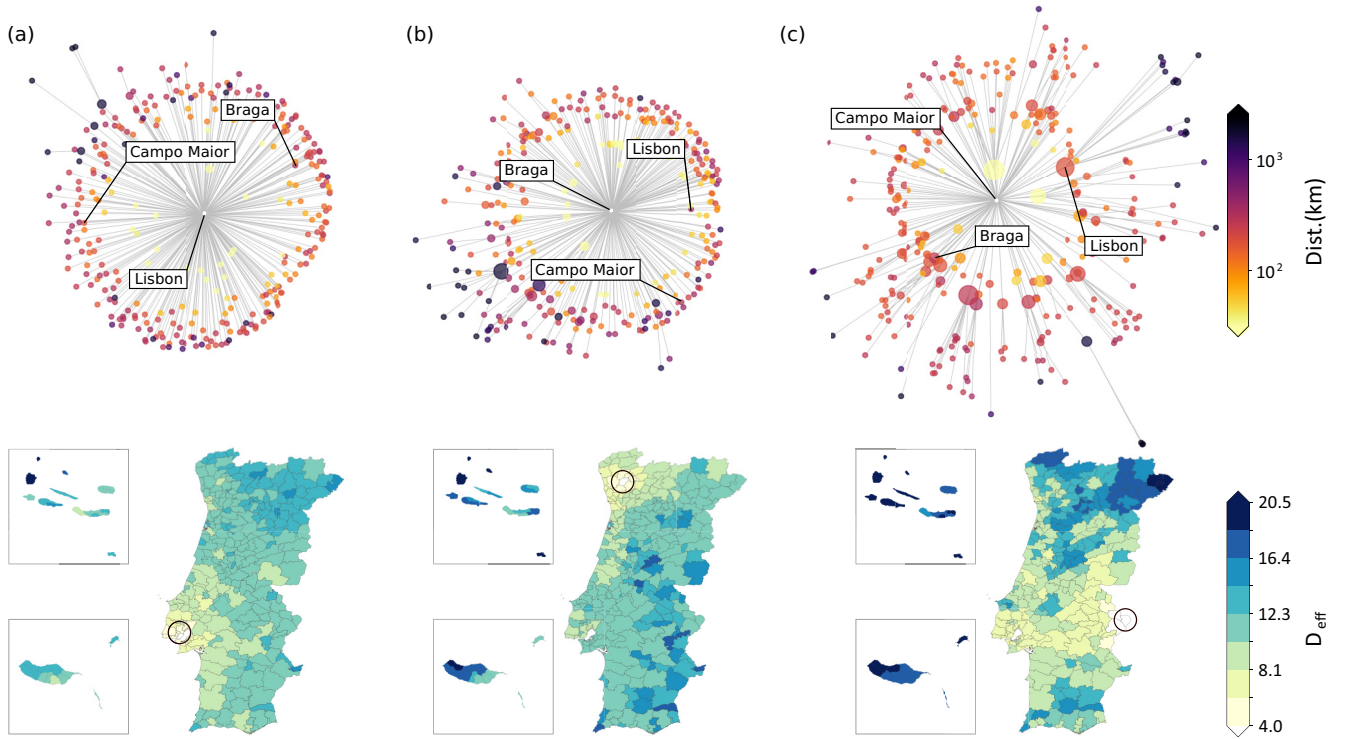 (a)
(b)
(c)
Braga
Campo Maior
Lisbon
Lisbon
Braga
Campo Maior
Campo Maior
Braga
Lisbon
10³
10²
Dist.(km)
20.5
16.4
12.3
8.1
4.0
D_eff